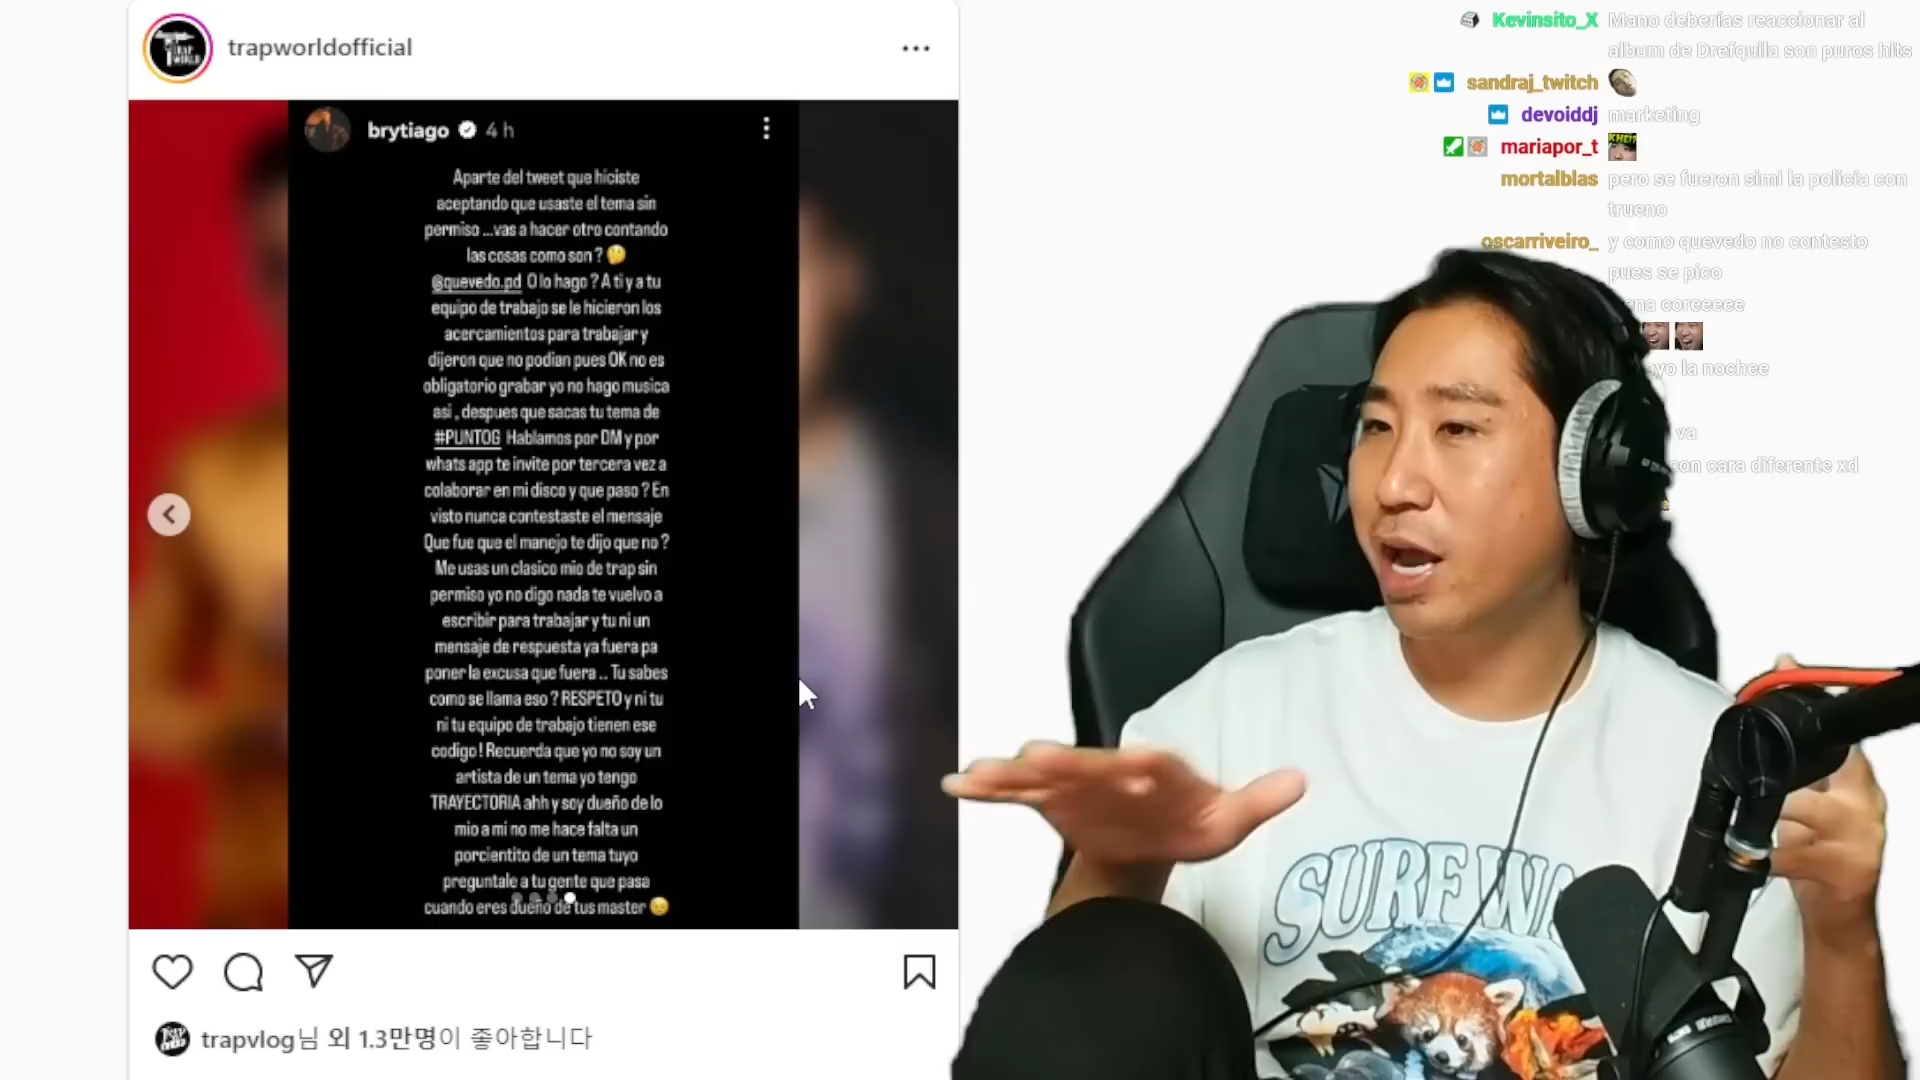 trapworldofficial
brytiago 4 h
Aparte del tweet que hiciste
aceptando que usaste el tema sin
permiso ...vas a hacer otro contando
las cosas como son ? 🤔
@quevedo.pd O lo hago ? A ti y a tu
equipo de trabajo se le hicieron los
acercamientos para trabajar y
dijeron que no podian pues OK no es
obligatorio grabar yo no hago musica
asi , despues que sacas tu tema de
#PUNTOG Hablamos por DM y por
whats app te invite por tercera vez a
colaborar en mi disco y que paso ? En
visto nunca contestaste el mensaje
Que fue que el manejo te dijo que no ?
Me usas un clasico mio de trap sin
permiso yo no digo nada te vuelvo a
escribir para trabajar y tu ni un
mensaje de respuesta ya fuera pa
poner la excusa que fuera .. Tu sabes
como se llama eso ? RESPETO y ni tu
ni tu equipo de trabajo tienen ese
codigo ! Recuerda que yo no soy un
artista de un tema yo tengo
TRAYECTORIA ahh y soy dueño de lo
mio a mi no me hace falta un
porcientito de un tema tuyo
preguntale a tu gente que pasa
cuando eres dueño de tus master
trapvlog님 외 1.3만명이 좋아합니다
Kevinsito_X Mano deberías reaccionar al
album de Drefquilla son puros hits
sandraj_twitch
devoiddj marketing
mariapor_t
mortalblas pero se fueron simi la policía con
trueno
oscarriveiro_ y como quevedo no contesto
pues se pico
coreeeee
la nochee
va
con cara diferente xd
SURF